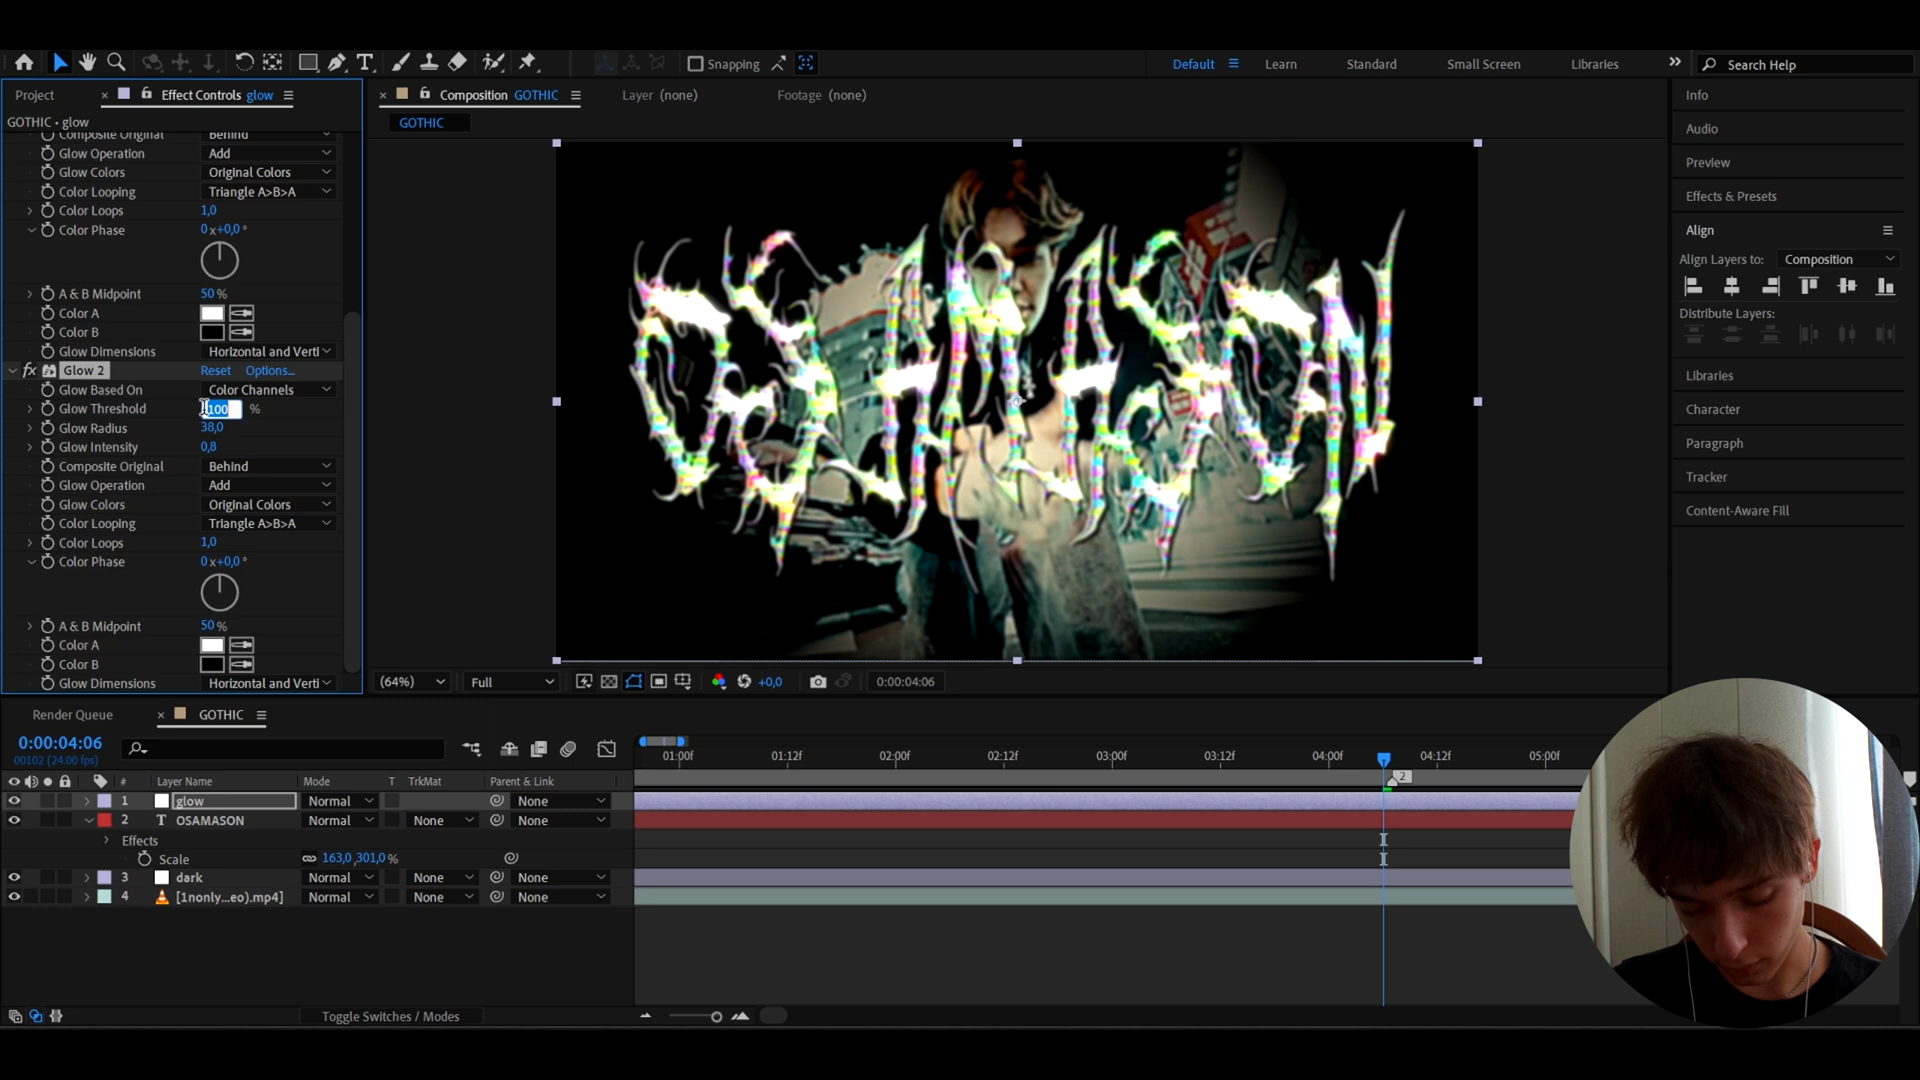 Snapping
Default
Learn
Standard
Small Screen
Libraries
Search Help
Project
Effect Controls glow
Composition GOTHIC
Layer (none)
Footage (none)
Info
GOTHIC • glow
GOTHIC
Composite Original Behind
Glow Operation Add
Glow Colors Original Colors
Color Looping Triangle A>B>A
Color Loops 1,0
Color Phase 0 x+0,0 °
A & B Midpoint 50 %
Color A
Color B
Glow Dimensions Horizontal and Verti
fx Glow 2 Reset Options...
Glow Based On Color Channels
Glow Threshold 100 %
Glow Radius 38,0
Glow Intensity 0,8
Composite Original Behind
Glow Operation Add
Glow Colors Original Colors
Color Looping Triangle A>B>A
Color Loops 1,0
Color Phase 0 x+0,0 °
A & B Midpoint 50 %
Color A
Color B
Glow Dimensions Horizontal and Verti
OSAMASON
(64%) Full +0,0 0:00:04:06
Audio
Preview
Effects & Presets
Align
Align Layers to: Composition
Distribute Layers:
Libraries
Character
Paragraph
Tracker
Content-Aware Fill
Render Queue
GOTHIC
0:00:04:06
00102 (24.00 fps)
01:00f 01:12f 02:00f 02:12f 03:00f 03:12f 04:00f 04:12f 05:00f
2
# Layer Name Mode T TrkMat Parent & Link
1 glow Normal None
2 T OSAMASON Normal None None
Effects
Scale 163,0,301,0 %
3 dark Normal None None
4 [1nonly...eo).mp4] Normal None None
Toggle Switches / Modes